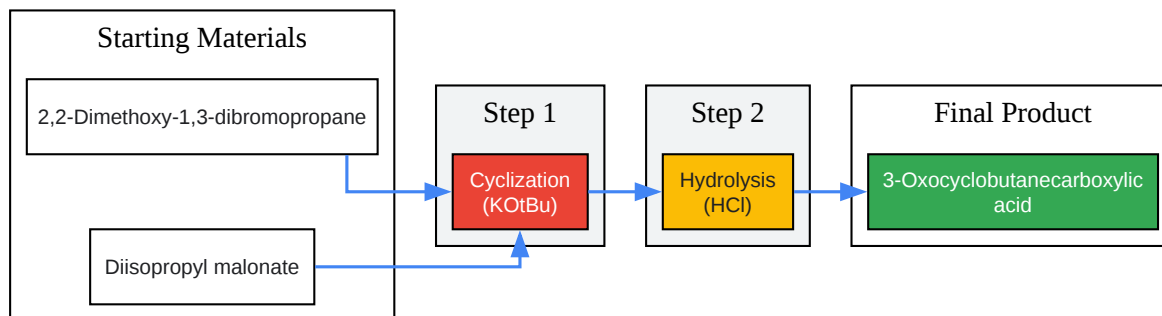 Starting Materials
2,2-Dimethoxy-1,3-dibromopropane
Diisopropyl malonate
Step 1
Cyclization
(KOtBu)
Step 2
Hydrolysis
(HCl)
Final Product
3-Oxocyclobutanecarboxylic
acid